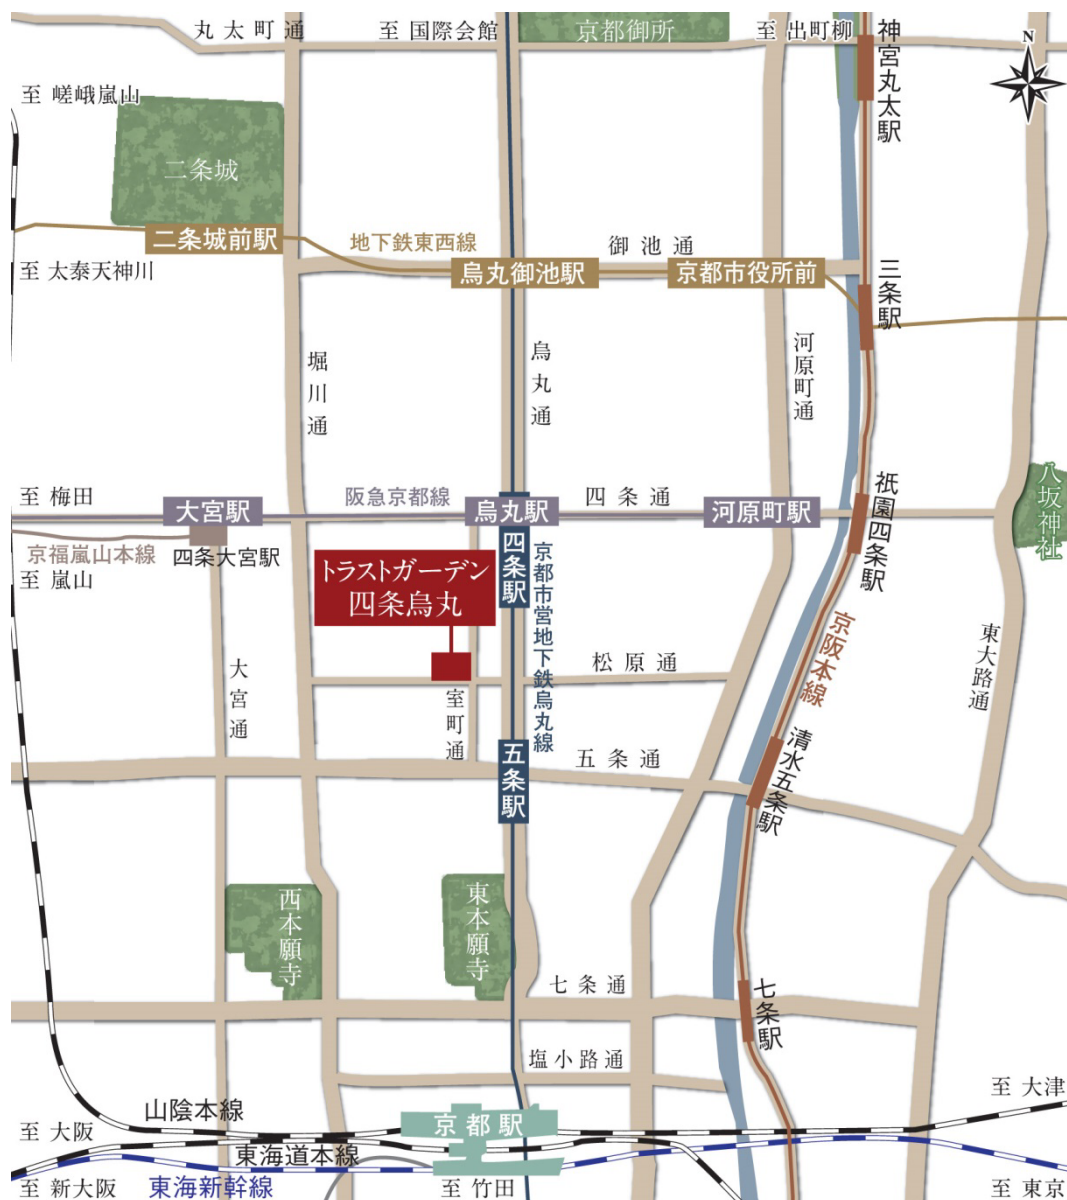 丸太町通
至 国際会館
京都御所
至 出町柳
神宮丸太駅
N
至 嵯峨嵐山
二条城
二条城前駅
地下鉄東西線
御池通
至 太泰天神川
烏丸御池駅
京都市役所前
三条駅
堀川通
烏丸通
河原町通
至 梅田
大宮駅
阪急京都線
烏丸駅
四条通
河原町駅
祇園四条駅
八坂神社
京福嵐山本線
四条大宮駅
至 嵐山
トラストガーデン
四条烏丸
四条駅
京都市営地下鉄烏丸線
京阪本線
東大路通
大宮通
室町通
松原通
五条駅
五条通
清水五条駅
西本願寺
東本願寺
七条通
七条駅
塩小路通
至 大津
山陰本線
京都駅
至 大阪
東海道本線
至 新大阪
東海新幹線
至 竹田
至 東京